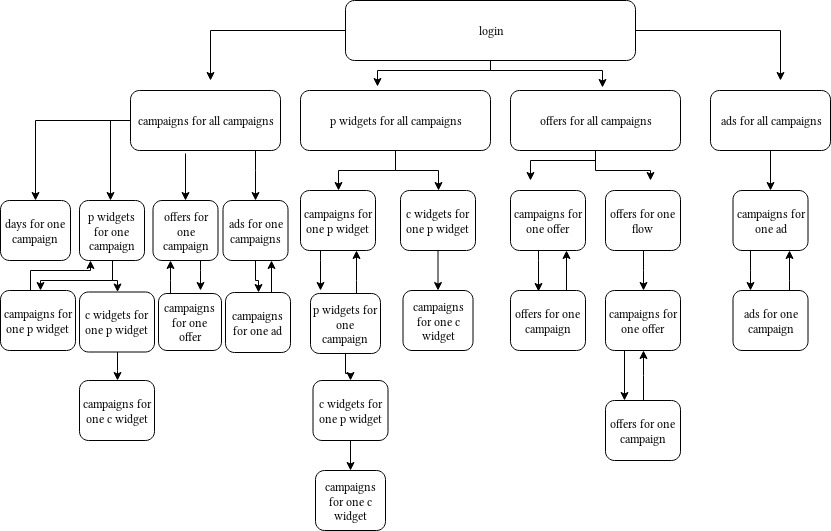 login
campaigns for all campaigns
p widgets for all campaigns
offers for all campaigns
ads for all campaigns
days for one
campaign
p widgets
for one
campaign
offers for
one
campaign
ads for one
campaigns
campaigns for
one p widget
c widgets for
one p widget
campaigns
for one offer
offers for one
flow
campaigns for
one ad
campaigns for
one p widget
c widgets for
one p widget
campaigns
for one
offer
campaigns
for one ad
p widgets for
one
campaign
campaigns
for one c
widget
offers for one
campaign
campaigns for
one offer
ads for one
campaign
campaigns for
one c widget
c widgets for
one p widget
offers for one
campaign
campaigns
for one c
widget